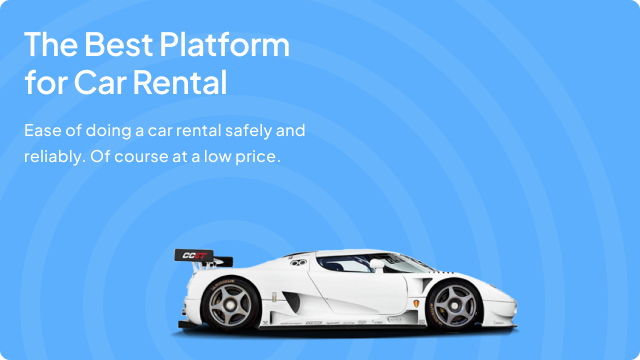 The Best Platform
for Car Rental
Ease of doing a car rental safely and
reliably. Of course at a low price.
CCGT